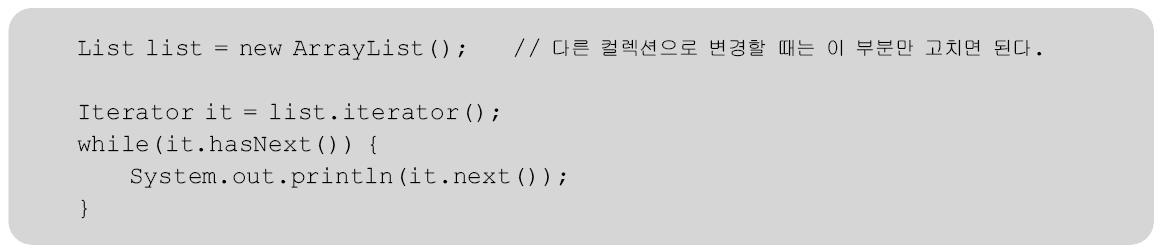 List list = new ArrayList();    // 다른 컬렉션으로 변경할 때는 이 부분만 고치면 된다.
Iterator it = list.iterator();
while(it.hasNext()) {
    System.out.println(it.next());
}